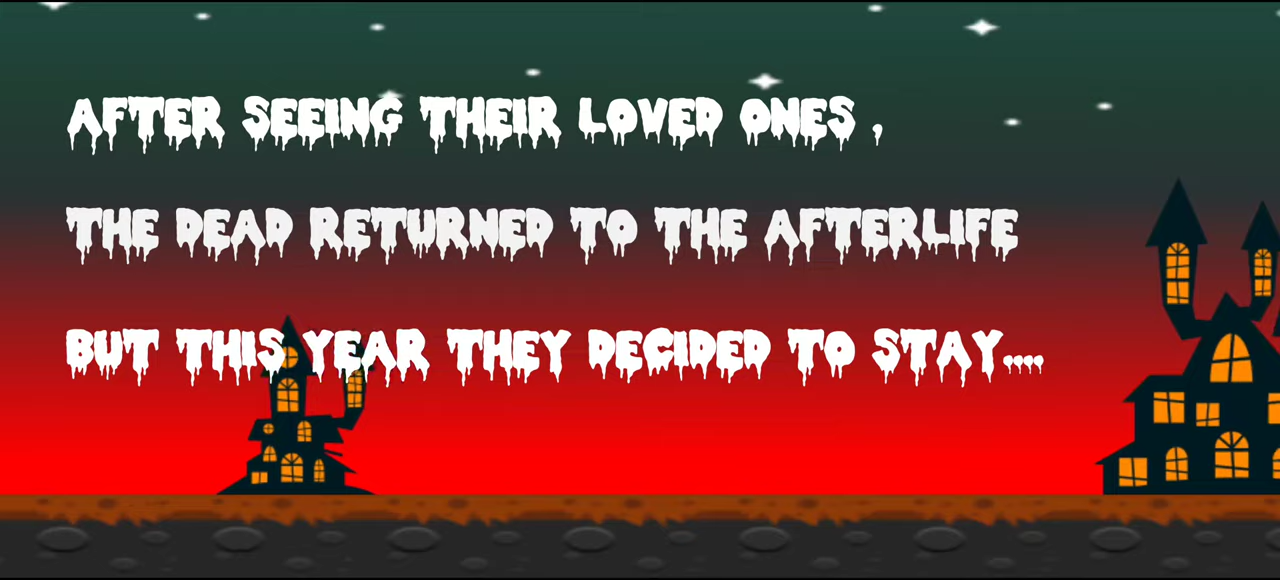 AFTER SEEING THEIR LOVED ONES ,
THE DEAD RETURNED TO THE AFTERLIFE
BUT THIS YEAR THEY DECIDED TO STAY....